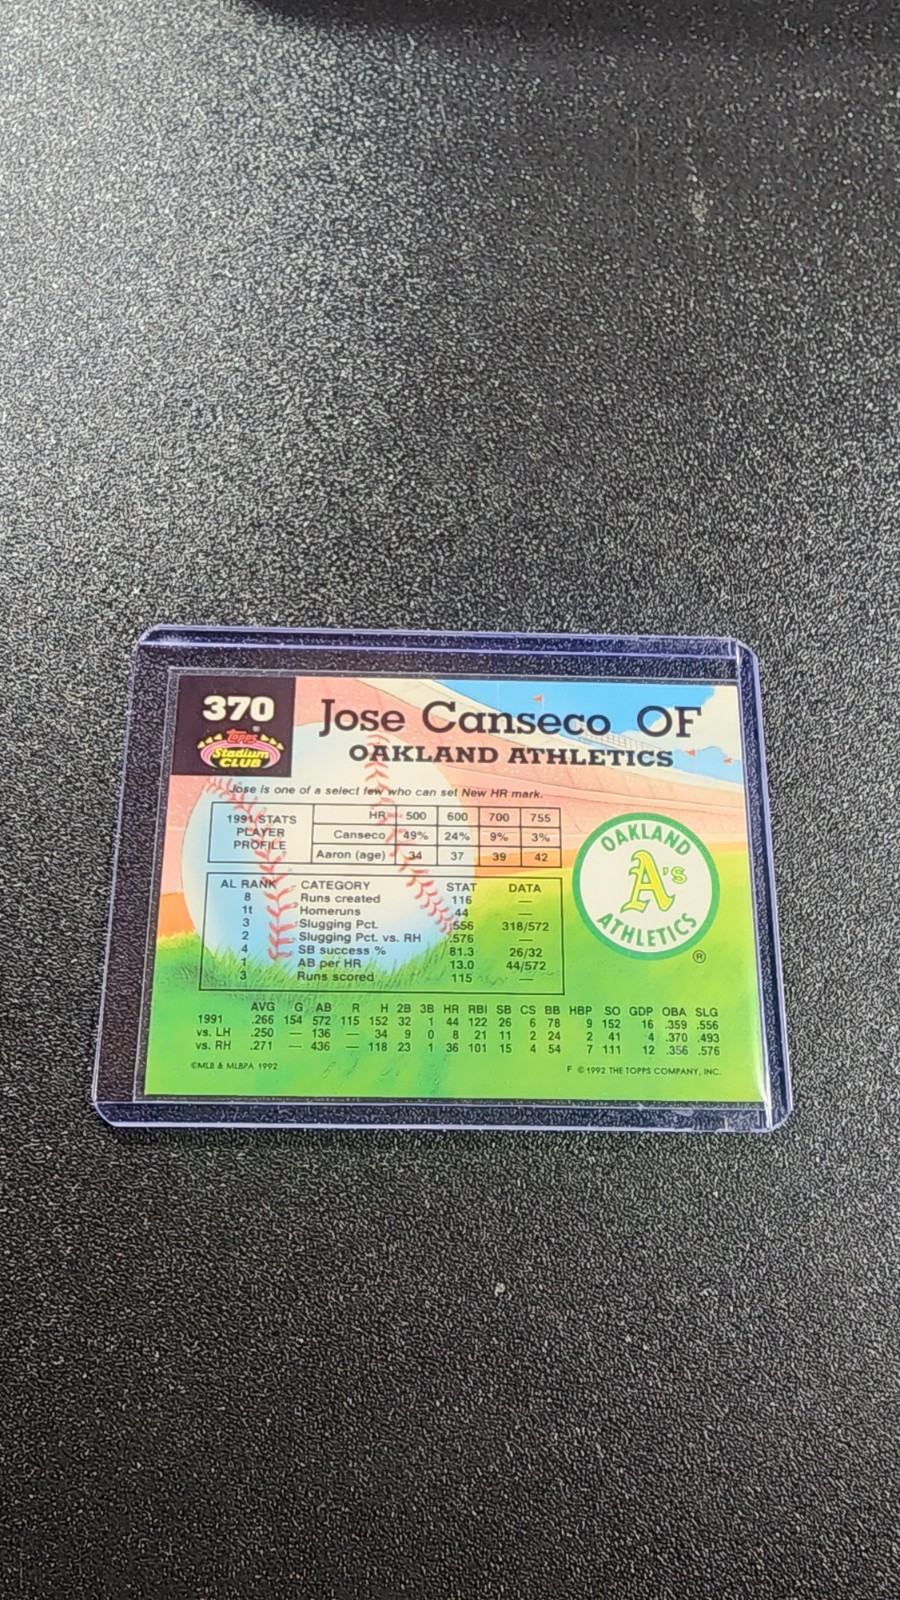 370
Topps
Stadium
CLUB
Jose Canseco OF
OAKLAND ATHLETICS
Jose is one of a select few who can set New HR mark.
1991 STATS
PLAYER
PROFILE
HR 500 600 700 755
Canseco 49% 24% 9% 3%
Aaron (age) 34 37 39 42
AL RANK CATEGORY STAT DATA
8 Runs created 116 —
1t Homeruns 44 —
3 Slugging Pct. .556 318/572
2 Slugging Pct. vs. RH .576 —
4 SB success % 81.3 26/32
1 AB per HR 13.0 44/572
3 Runs scored 115 —
OAKLAND
A's
ATHLETICS
®
AVG G AB R H 2B 3B HR RBI SB CS BB HBP SO GDP OBA SLG
1991 .266 154 572 115 152 32 1 44 122 26 6 78 9 152 16 .359 .556
vs. LH .250 — 136 — 34 9 0 8 21 11 2 24 2 41 4 .370 .493
vs. RH .271 — 436 — 118 23 1 36 101 15 4 54 7 111 12 .356 .576
©MLB & MLBPA 1992
F © 1992 THE TOPPS COMPANY, INC.